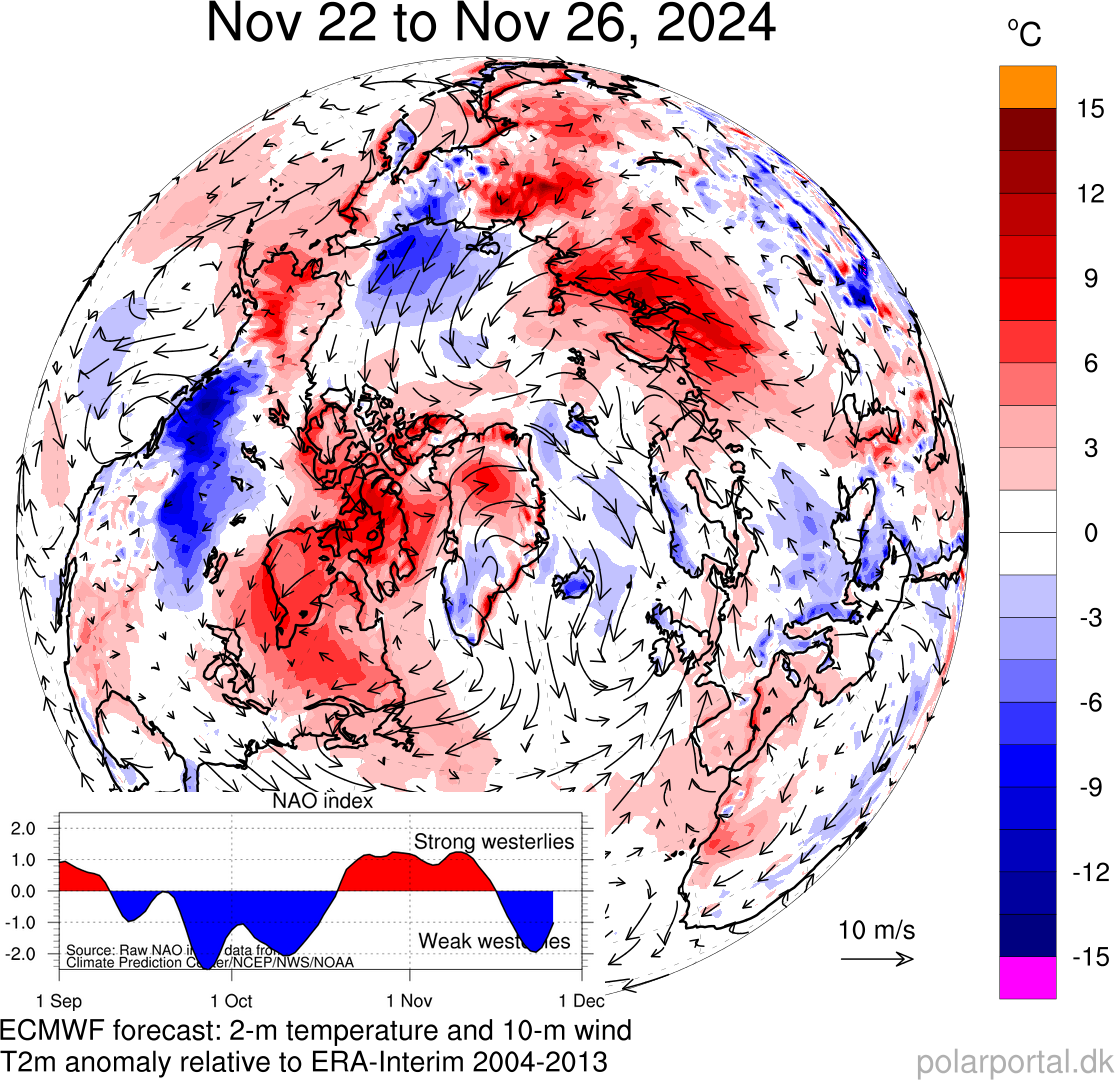 Nov 22 to Nov 26, 2024
°C
15
12
9
6
3
0
-3
-6
-9
-12
-15
10 m/s
NAO index
2.0
1.0
0.0
-1.0
-2.0
Strong westerlies
Weak westerlies
Source: Raw NAO index data from
Climate Prediction Center/NCEP/NWS/NOAA
1 Sep
1 Oct
1 Nov
1 Dec
ECMWF forecast: 2-m temperature and 10-m wind
T2m anomaly relative to ERA-Interim 2004-2013
polarportal.dk